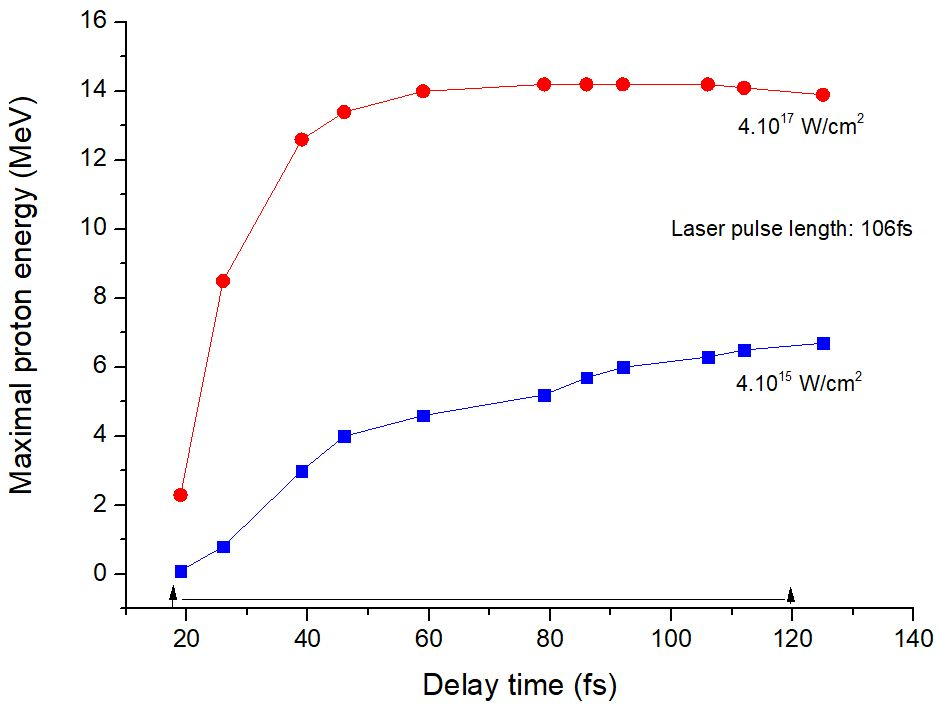 16
14
12
10
8
6
4
2
0
Maximal proton energy (MeV)
4.10¹⁷ W/cm²
Laser pulse length: 106fs
4.10¹⁵ W/cm²
20 40 60 80 100 120 140
Delay time (fs)